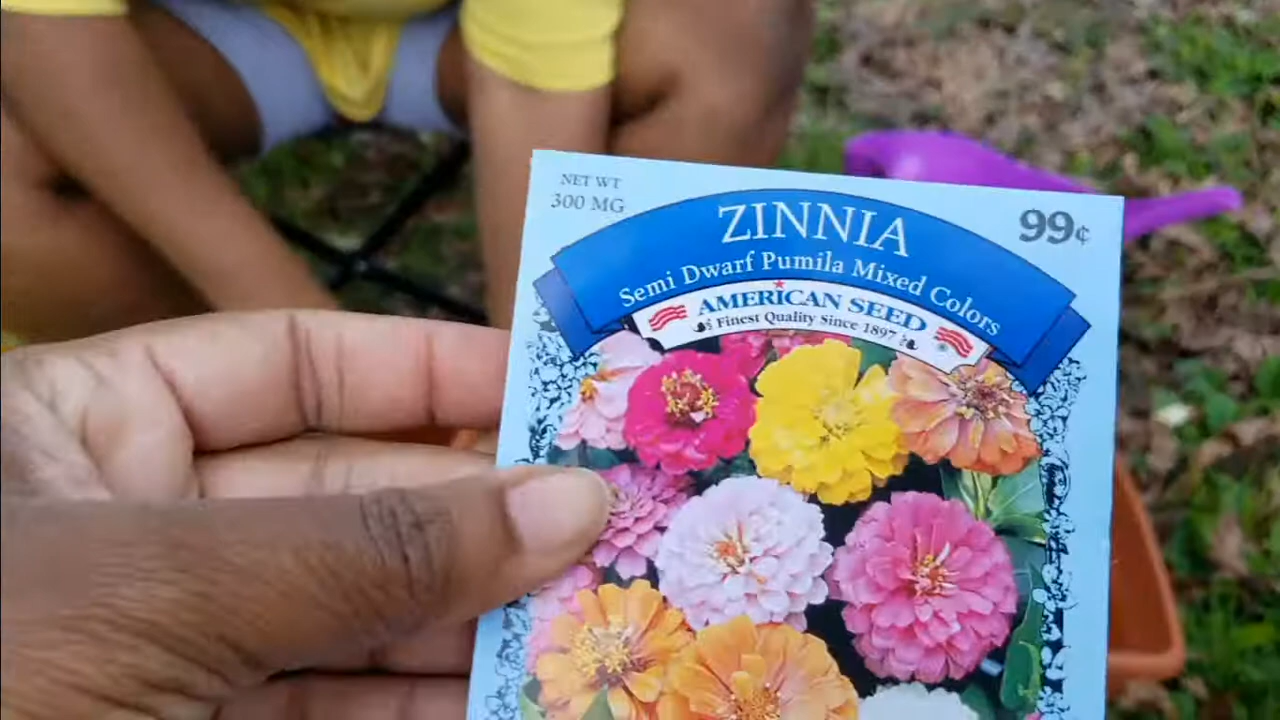 NET WT
300 MG
99¢
ZINNIA
Semi Dwarf Pumila Mixed Colors
AMERICAN SEED
Finest Quality Since 1897